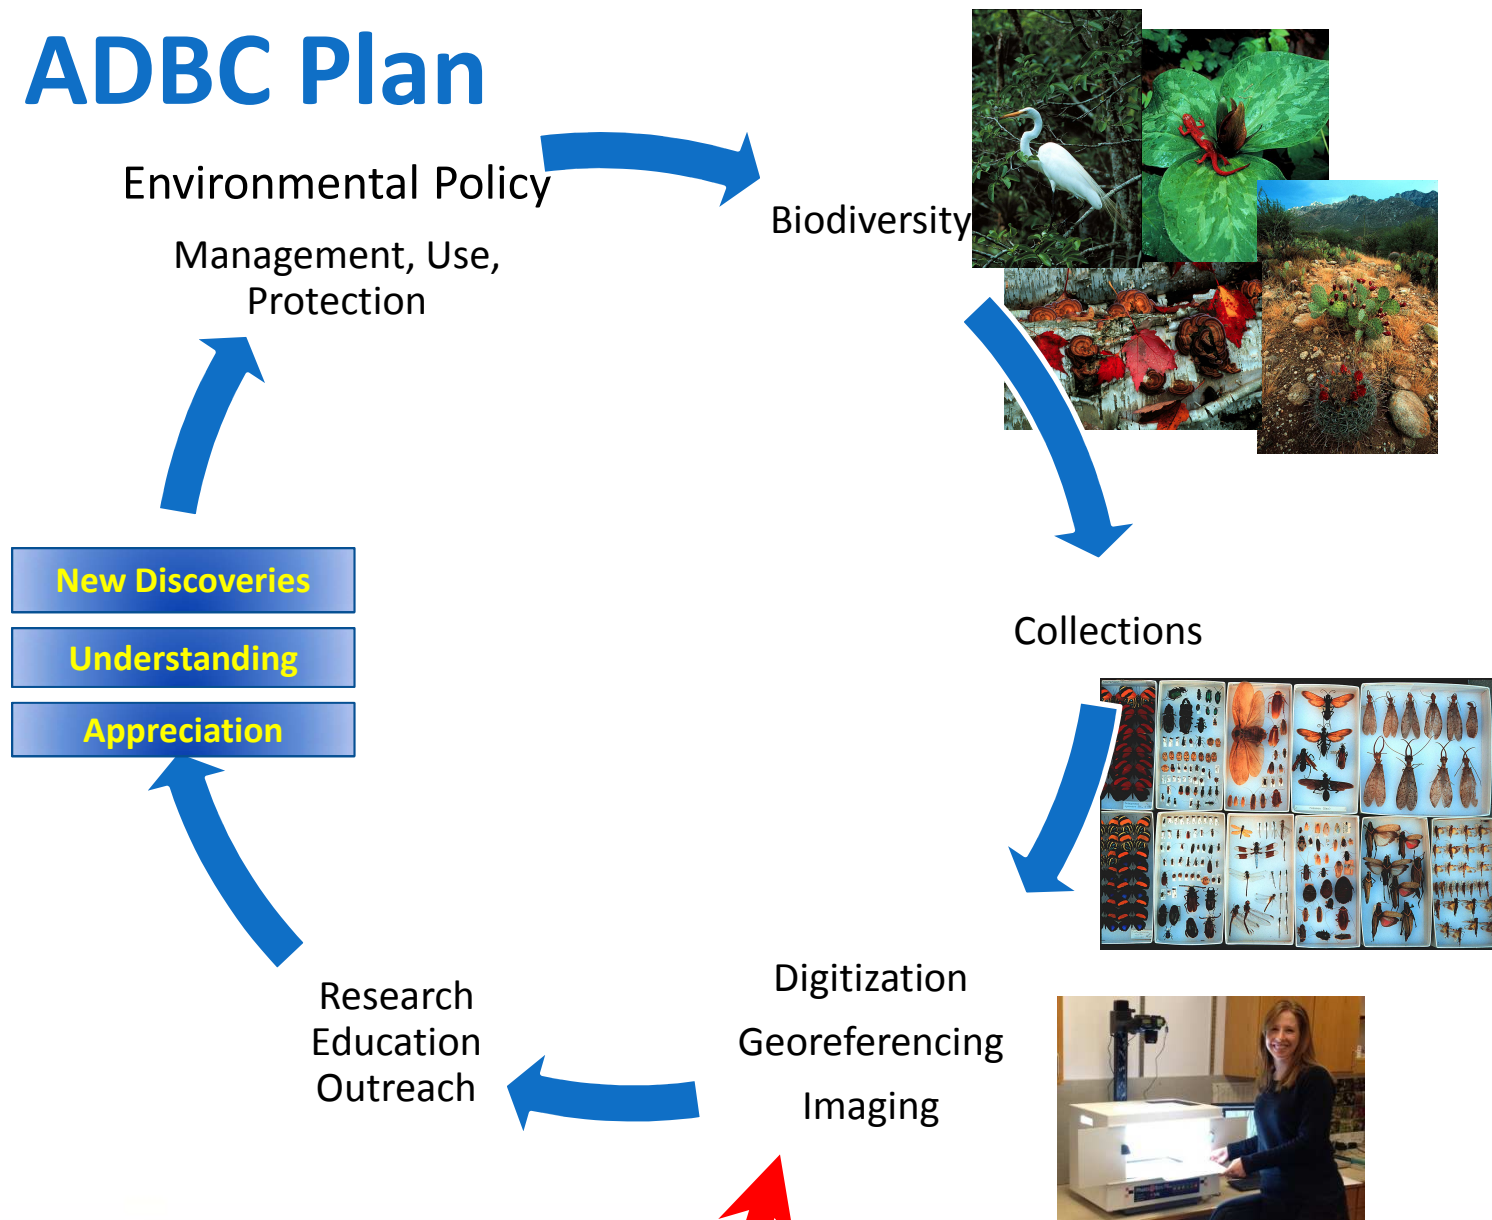 ADBC Plan
Environmental Policy
Management, Use,
Protection
Biodiversity
New Discoveries
Understanding
Appreciation
Collections
Research
Education
Outreach
Digitization
Georeferencing
Imaging